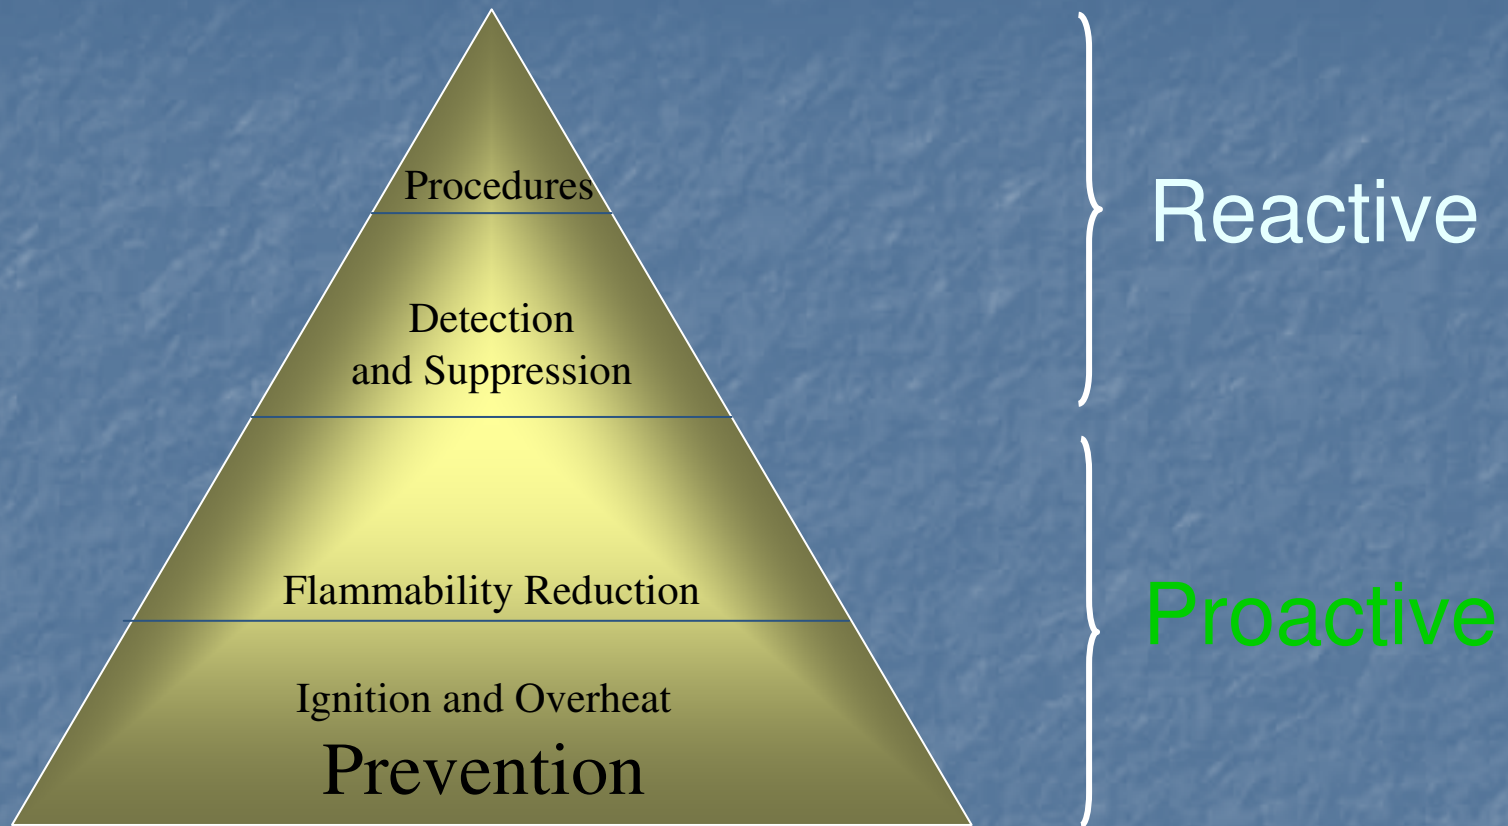 Procedures
Reactive
Detection
and Suppression
Flammability Reduction
Proactive
Ignition and Overheat
Prevention